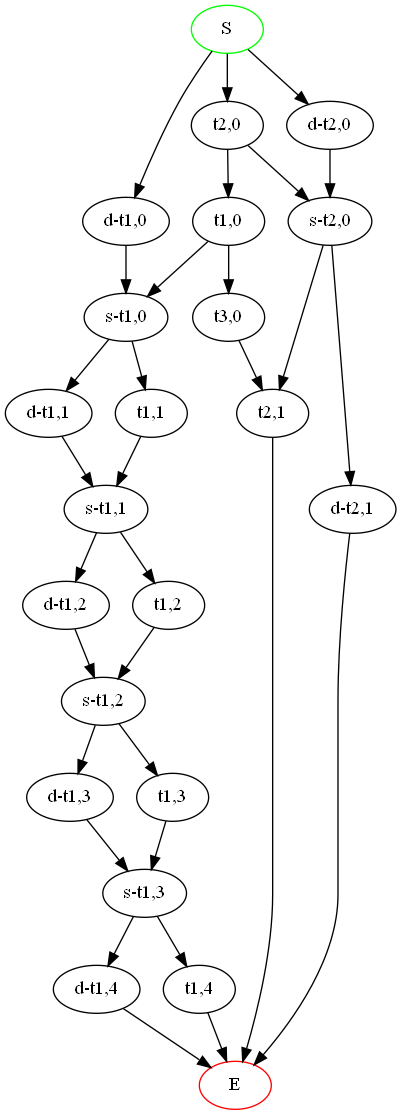 S
t2,0
d-t2,0
d-t1,0
t1,0
s-t2,0
s-t1,0
t3,0
d-t1,1
t1,1
t2,1
s-t1,1
d-t2,1
d-t1,2
t1,2
s-t1,2
d-t1,3
t1,3
s-t1,3
d-t1,4
t1,4
E